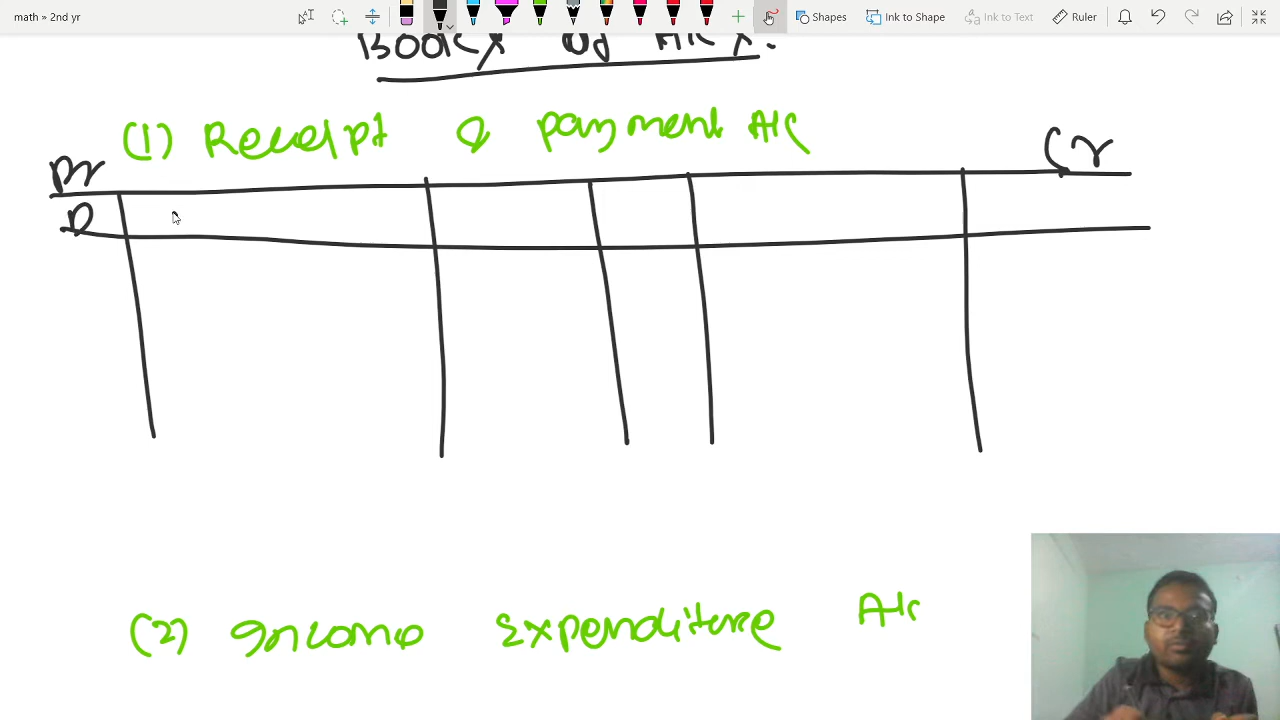 math » 2nd yr
Shapes Ink to Shape Ink to Text Ruler
Books of A/Cs.
(1) Receipt & payment A/C
Dr Cr
D
(2) Income Expenditure A/c